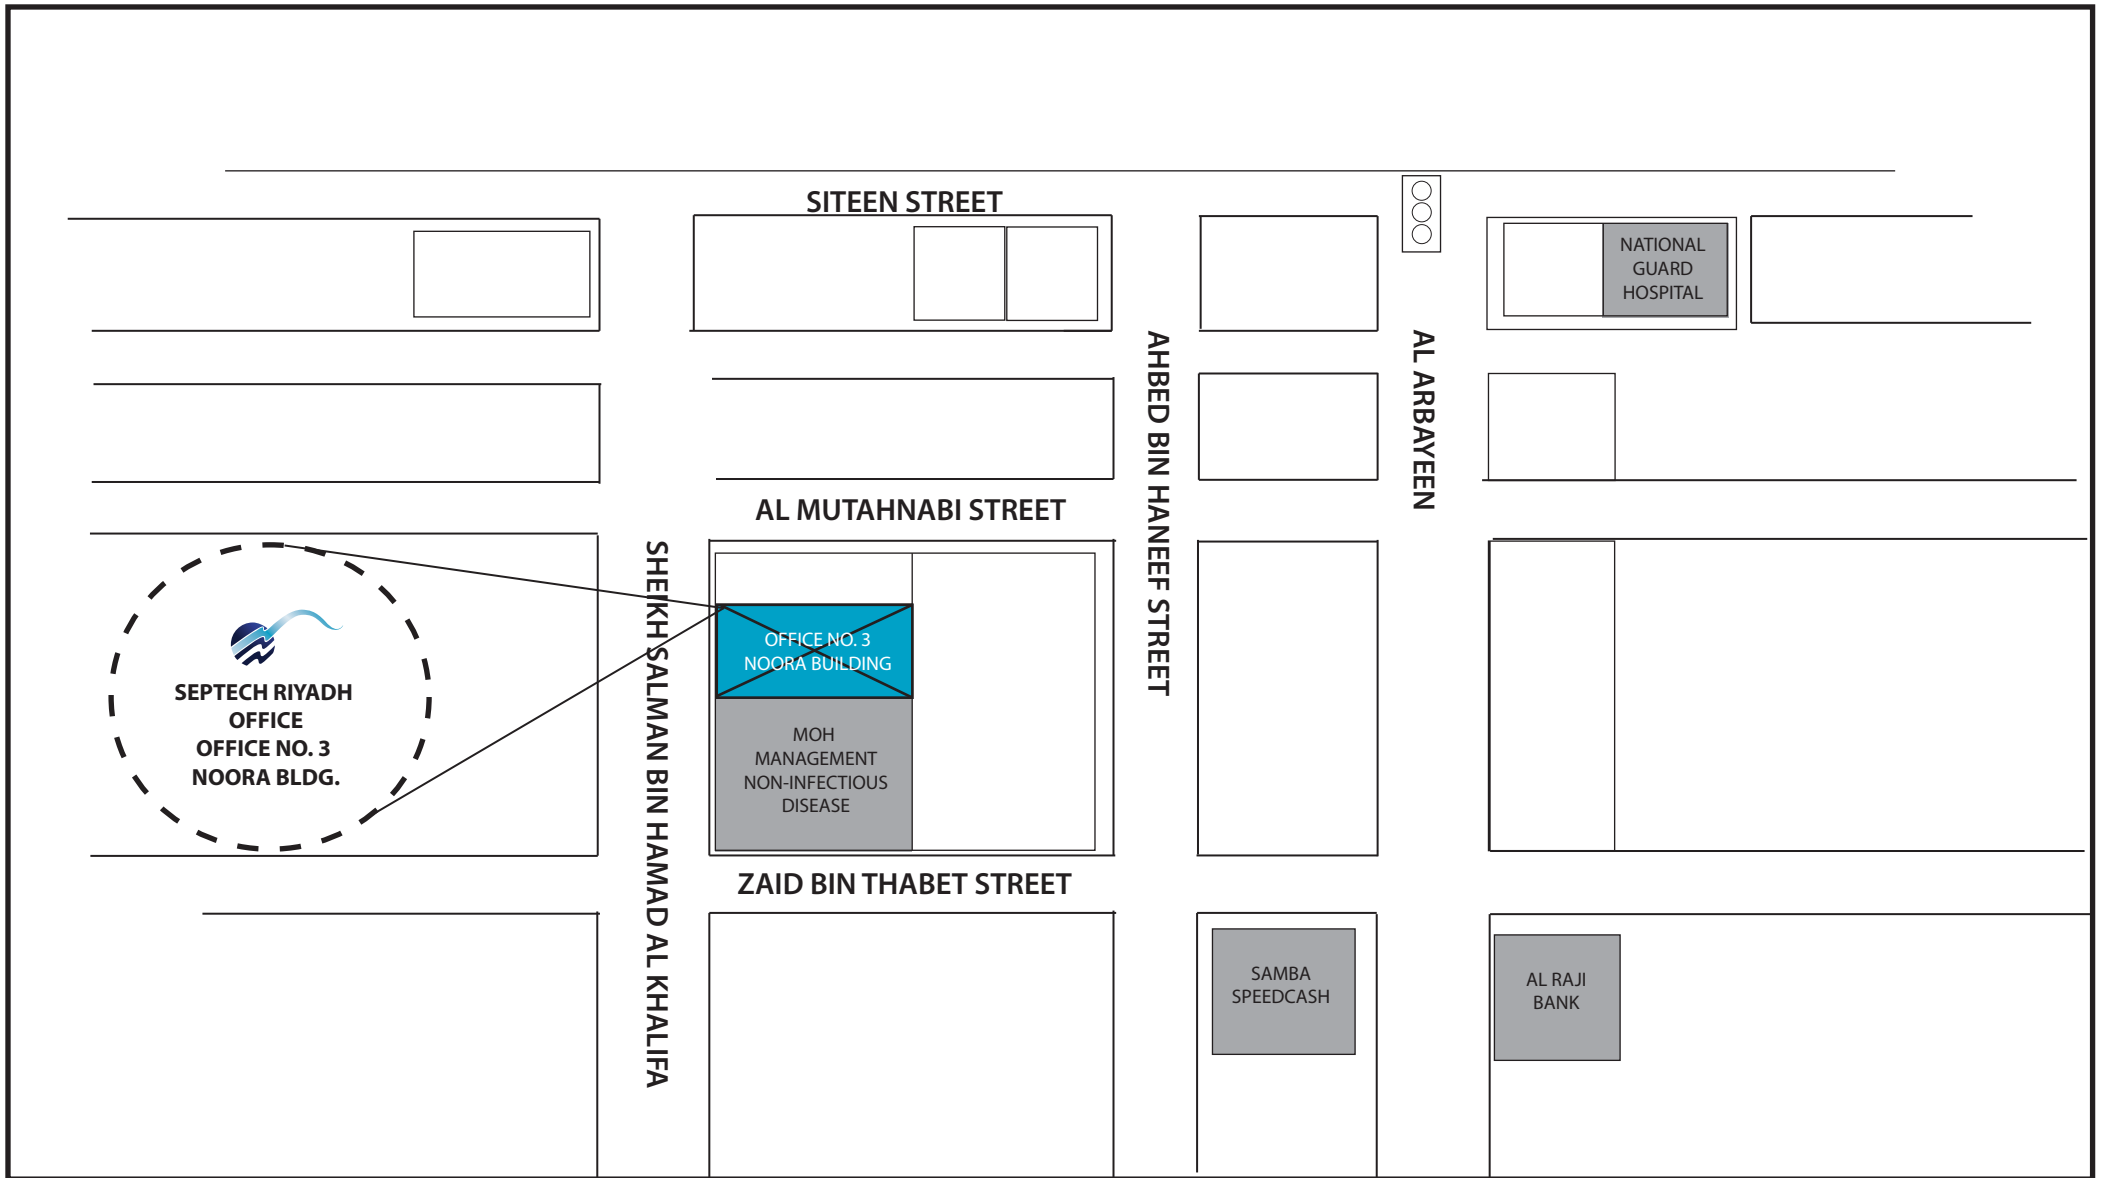 SITEEN STREET
NATIONAL
GUARD
HOSPITAL
AHBED BIN HANEEF STREET
AL ARBAYEEN
AL MUTAHNABI STREET
SHEIKH SALMAN BIN HAMAD AL KHALIFA
SEPTECH RIYADH
OFFICE
OFFICE NO. 3
NOORA BLDG.
OFFICE NO. 3
NOORA BUILDING
MOH
MANAGEMENT
NON-INFECTIOUS
DISEASE
ZAID BIN THABET STREET
SAMBA
SPEEDCASH
AL RAJI
BANK